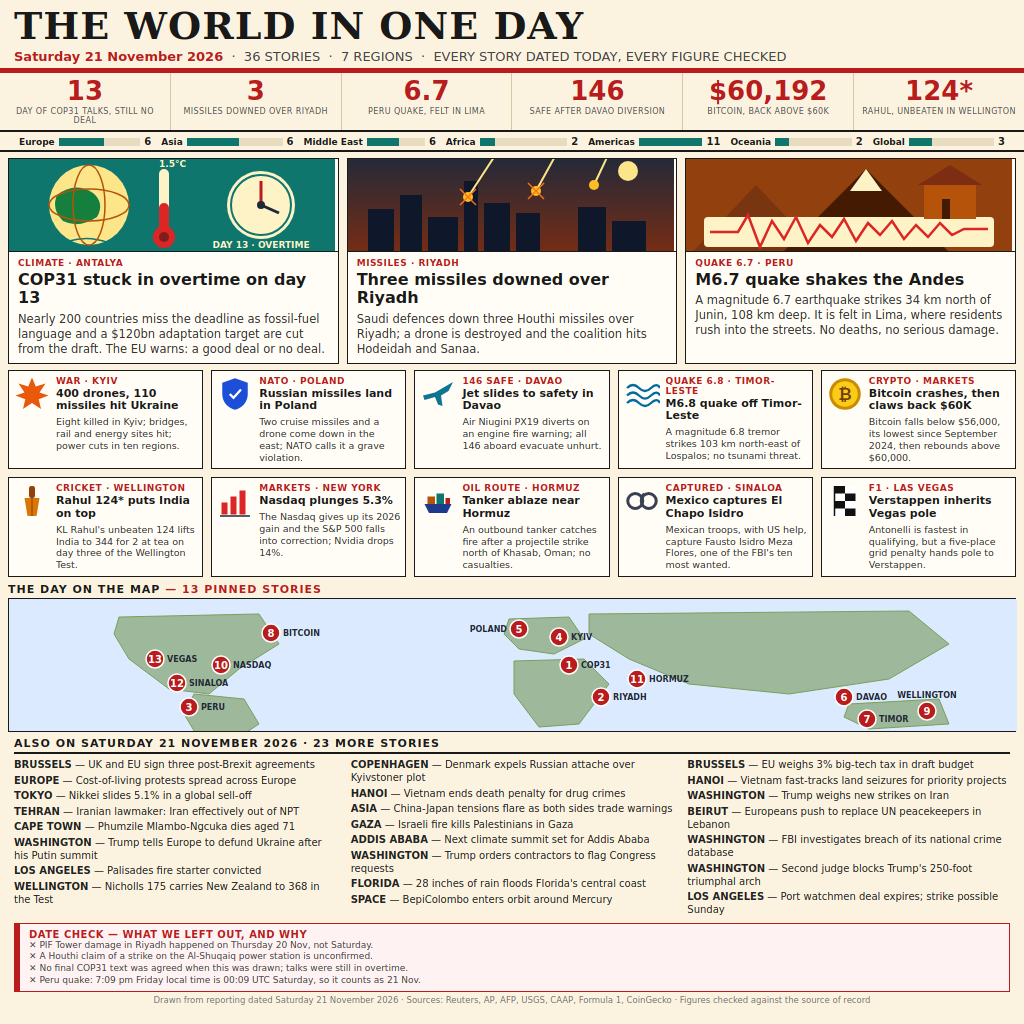 THE WORLD IN ONE DAY
Saturday 21 November 2026 · 36 STORIES · 7 REGIONS · EVERY STORY DATED TODAY, EVERY FIGURE CHECKED
13
DAY OF COP31 TALKS, STILL NO
DEAL
3
MISSILES DOWNED OVER RIYADH
6.7
PERU QUAKE, FELT IN LIMA
146
SAFE AFTER DAVAO DIVERSION
$60,192
BITCOIN, BACK ABOVE $60K
124*
RAHUL, UNBEATEN IN WELLINGTON
Europe 6 Asia 6 Middle East 6 Africa 2 Americas 11 Oceania 2 Global 3
1.5°C
DAY 13 · OVERTIME
CLIMATE · ANTALYA
COP31 stuck in overtime on day
13
Nearly 200 countries miss the deadline as fossil-fuel
language and a $120bn adaptation target are cut
from the draft. The EU warns: a good deal or no deal.
MISSILES · RIYADH
Three missiles downed over
Riyadh
Saudi defences down three Houthi missiles over
Riyadh; a drone is destroyed and the coalition hits
Hodeidah and Sanaa.
QUAKE 6.7 · PERU
M6.7 quake shakes the Andes
A magnitude 6.7 earthquake strikes 34 km north of
Junin, 108 km deep. It is felt in Lima, where residents
rush into the streets. No deaths, no serious damage.
WAR · KYIV
400 drones, 110
missiles hit Ukraine
Eight killed in Kyiv; bridges,
rail and energy sites hit;
power cuts in ten regions.
NATO · POLAND
Russian missiles land
in Poland
Two cruise missiles and a
drone come down in the
east; NATO calls it a grave
violation.
146 SAFE · DAVAO
Jet slides to safety in
Davao
Air Niugini PX19 diverts on
an engine fire warning; all
146 aboard evacuate unhurt.
QUAKE 6.8 · TIMOR-
LESTE
M6.8 quake off Timor-
Leste
A magnitude 6.8 tremor
strikes 103 km north-east of
Lospalos; no tsunami threat.
₿
CRYPTO · MARKETS
Bitcoin crashes, then
claws back $60K
Bitcoin falls below $56,000,
its lowest since September
2024, then rebounds above
$60,000.
CRICKET · WELLINGTON
Rahul 124* puts India
on top
KL Rahul's unbeaten 124 lifts
India to 344 for 2 at tea on
day three of the Wellington
Test.
MARKETS · NEW YORK
Nasdaq plunges 5.3%
The Nasdaq gives up its 2026
gain and the S&P 500 falls
into correction; Nvidia drops
14%.
OIL ROUTE · HORMUZ
Tanker ablaze near
Hormuz
An outbound tanker catches
fire after a projectile strike
north of Khasab, Oman; no
casualties.
CAPTURED · SINALOA
Mexico captures El
Chapo Isidro
Mexican troops, with US help,
capture Fausto Isidro Meza
Flores, one of the FBI's ten
most wanted.
F1 · LAS VEGAS
Verstappen inherits
Vegas pole
Antonelli is fastest in
qualifying, but a five-place
grid penalty hands pole to
Verstappen.
THE DAY ON THE MAP — 13 PINNED STORIES
8 BITCOIN
13 VEGAS
10 NASDAQ
12 SINALOA
3 PERU
POLAND 5
4 KYIV
1 COP31
11 HORMUZ
2 RIYADH
6 DAVAO
WELLINGTON
9
7 TIMOR
ALSO ON SATURDAY 21 NOVEMBER 2026 · 23 MORE STORIES
BRUSSELS — UK and EU sign three post-Brexit agreements
EUROPE — Cost-of-living protests spread across Europe
TOKYO — Nikkei slides 5.1% in a global sell-off
TEHRAN — Iranian lawmaker: Iran effectively out of NPT
CAPE TOWN — Phumzile Mlambo-Ngcuka dies aged 71
WASHINGTON — Trump tells Europe to defund Ukraine after
his Putin summit
LOS ANGELES — Palisades fire starter convicted
WELLINGTON — Nicholls 175 carries New Zealand to 368 in
the Test
COPENHAGEN — Denmark expels Russian attache over
Kyivstoner plot
HANOI — Vietnam ends death penalty for drug crimes
ASIA — China-Japan tensions flare as both sides trade warnings
GAZA — Israeli fire kills Palestinians in Gaza
ADDIS ABABA — Next climate summit set for Addis Ababa
WASHINGTON — Trump orders contractors to flag Congress
requests
FLORIDA — 28 inches of rain floods Florida's central coast
SPACE — BepiColombo enters orbit around Mercury
BRUSSELS — EU weighs 3% big-tech tax in draft budget
HANOI — Vietnam fast-tracks land seizures for priority projects
WASHINGTON — Trump weighs new strikes on Iran
BEIRUT — Europeans push to replace UN peacekeepers in
Lebanon
WASHINGTON — FBI investigates breach of its national crime
database
WASHINGTON — Second judge blocks Trump's 250-foot
triumphal arch
LOS ANGELES — Port watchmen deal expires; strike possible
Sunday
DATE CHECK — WHAT WE LEFT OUT, AND WHY
✕ PIF Tower damage in Riyadh happened on Thursday 20 Nov, not Saturday.
✕ A Houthi claim of a strike on the Al-Shuqaiq power station is unconfirmed.
✕ No final COP31 text was agreed when this was drawn; talks were still in overtime.
✕ Peru quake: 7:09 pm Friday local time is 00:09 UTC Saturday, so it counts as 21 Nov.
Drawn from reporting dated Saturday 21 November 2026 · Sources: Reuters, AP, AFP, USGS, CAAP, Formula 1, CoinGecko · Figures checked against the source of record